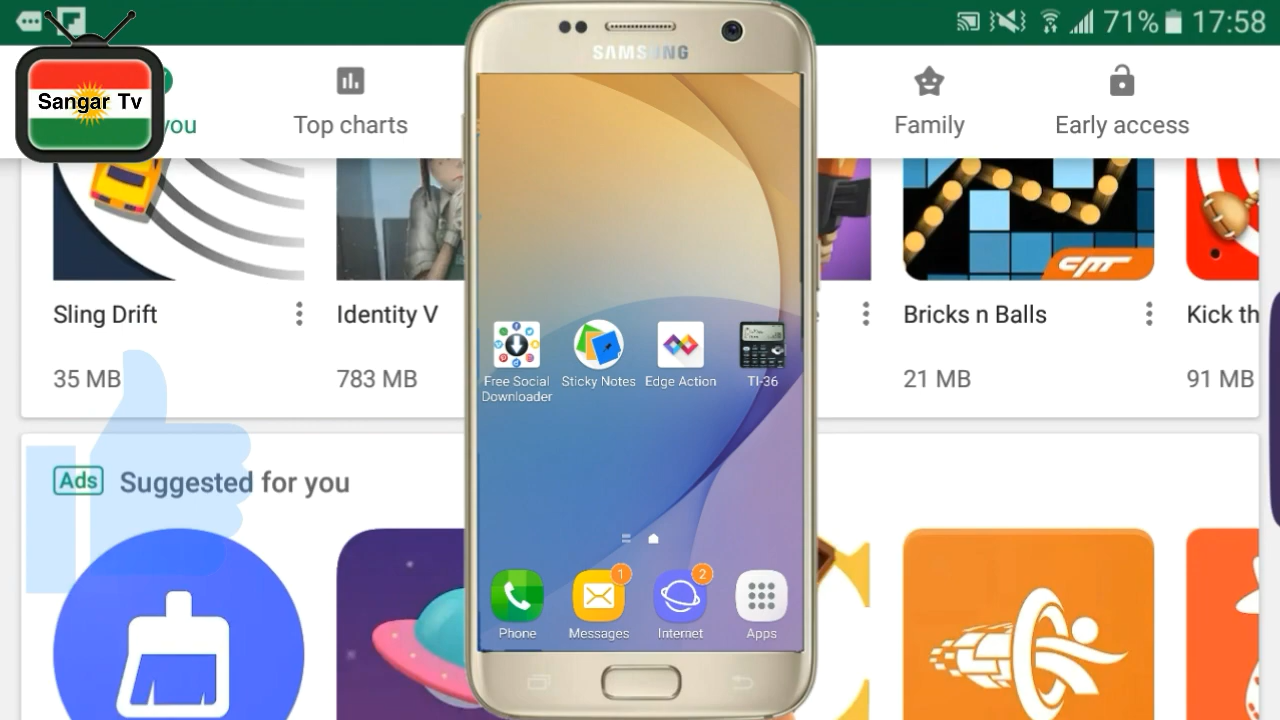 71% 17:58
Sangar Tv
you
Top charts
Family
Early access
SAMSUNG
Sling Drift
Identity V
Bricks n Balls
Kick th
35 MB
783 MB
21 MB
91 MB
Free Social
Downloader
Sticky Notes
Edge Action
TI-36
Ads Suggested for you
1
2
Phone
Messages
Internet
Apps